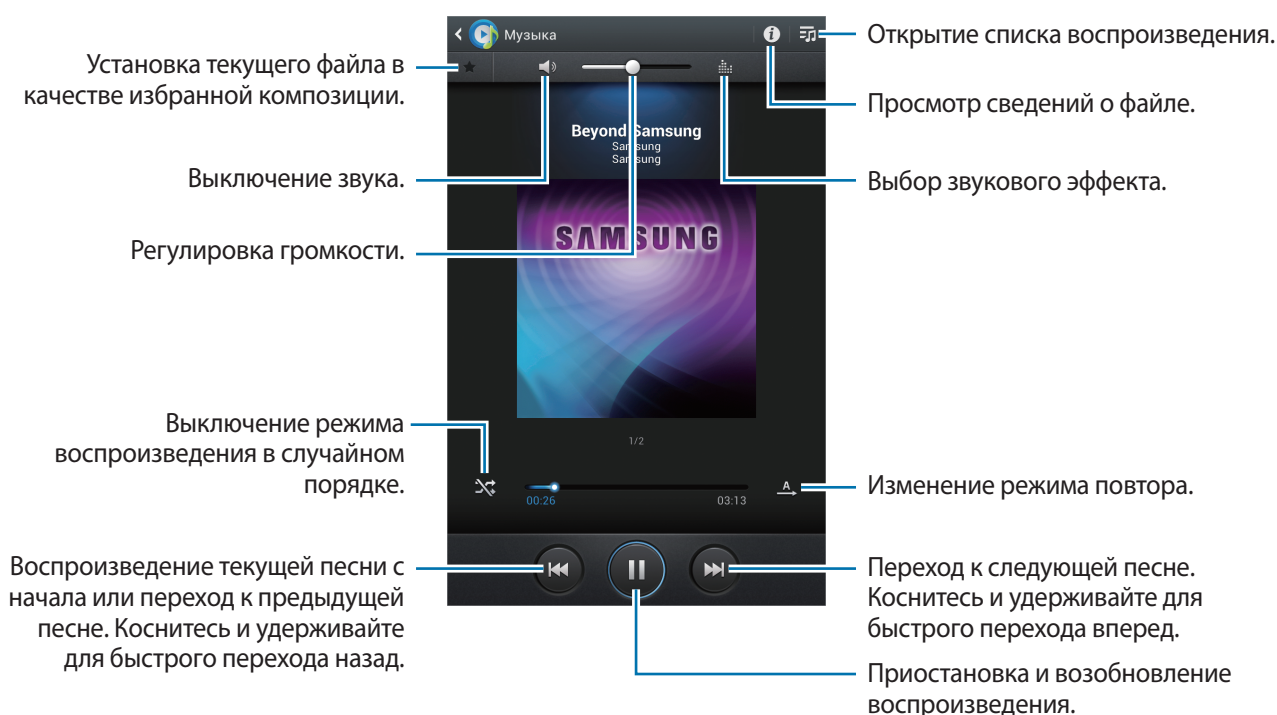 Музыка
Открытие списка воспроизведения.
Установка текущего файла в
качестве избранной композиции.
Просмотр сведений о файле.
Beyond Samsung
Samsung
Samsung
Выключение звука.
Выбор звукового эффекта.
SAMSUNG
Регулировка громкости.
Выключение режима
воспроизведения в случайном
порядке.
1/2
00:26
03:13
A
Изменение режима повтора.
Воспроизведение текущей песни с
начала или переход к предыдущей
песне. Коснитесь и удерживайте
для быстрого перехода назад.
Переход к следующей песне.
Коснитесь и удерживайте для
быстрого перехода вперед.
Приостановка и возобновление
воспроизведения.